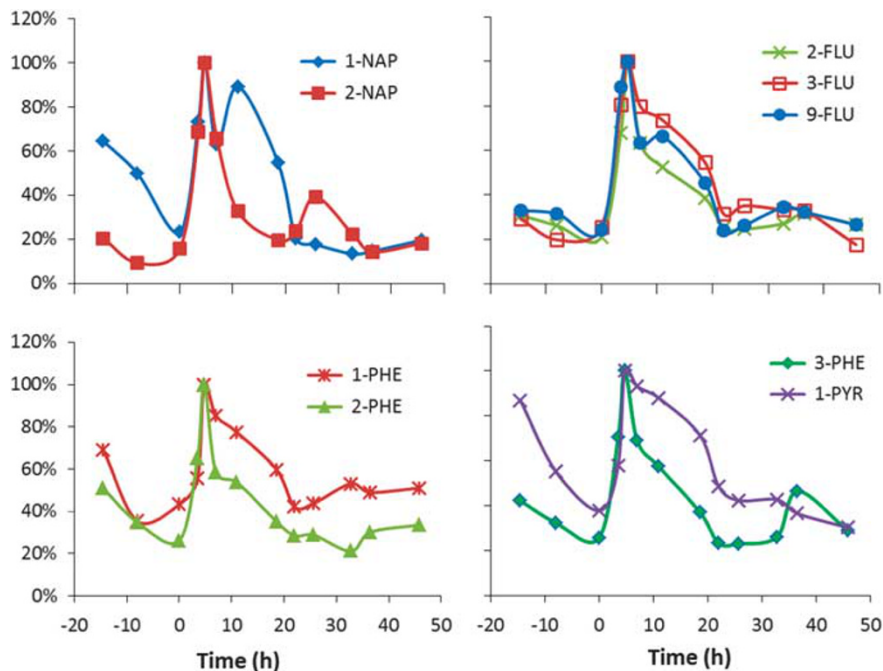 120%
100%
80%
60%
40%
20%
0%
1-NAP
2-NAP
2-FLU
3-FLU
9-FLU
120%
100%
80%
60%
40%
20%
0%
1-PHE
2-PHE
3-PHE
1-PYR
-20 -10 0 10 20 30 40 50
Time (h)
-20 -10 0 10 20 30 40 50
Time (h)